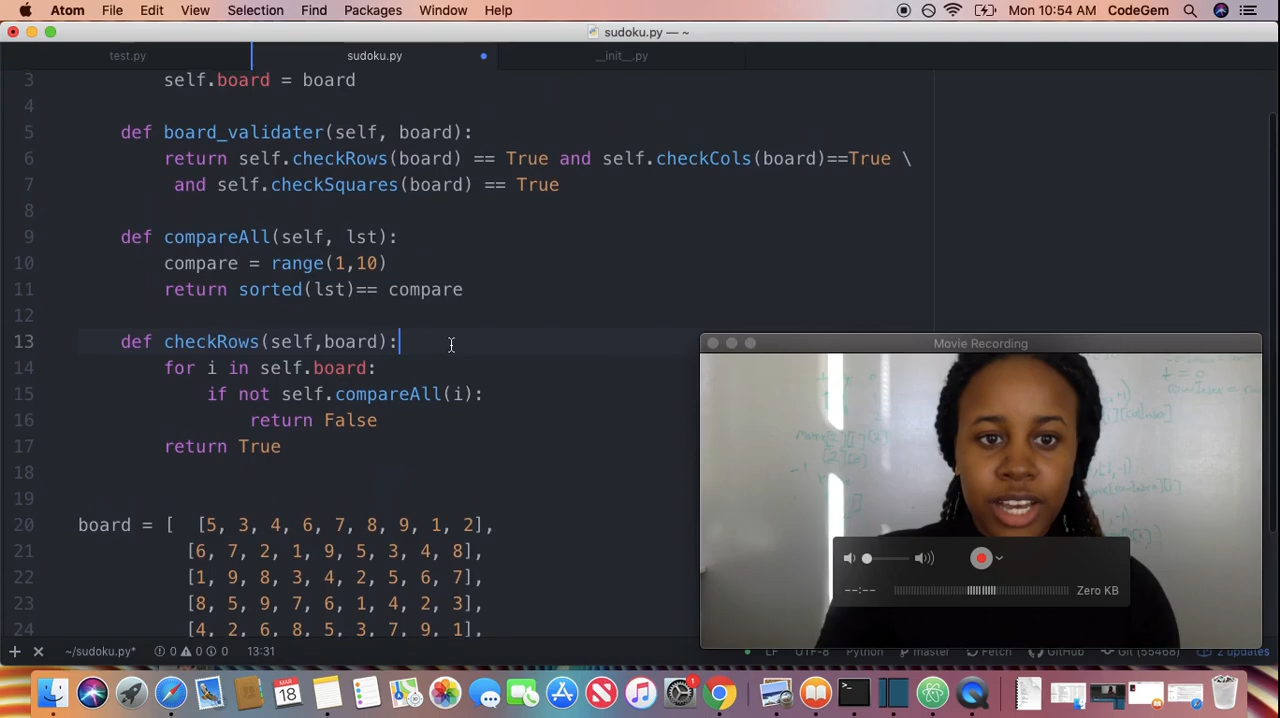 Atom File Edit View Selection Find Packages Window Help Mon 10:54 AM CodeGem
sudoku.py — ~
test.py sudoku.py __init__.py
3 self.board = board
4
5 def board_validater(self, board):
6 return self.checkRows(board) == True and self.checkCols(board)==True \
7 and self.checkSquares(board) == True
8
9 def compareAll(self, lst):
10 compare = range(1,10)
11 return sorted(lst)== compare
12
13 def checkRows(self,board):
14 for i in self.board:
15 if not self.compareAll(i):
16 return False
17 return True
18
19
20 board = [ [5, 3, 4, 6, 7, 8, 9, 1, 2],
21 [6, 7, 2, 1, 9, 5, 3, 4, 8],
22 [1, 9, 8, 3, 4, 2, 5, 6, 7],
23 [8, 5, 9, 7, 6, 1, 4, 2, 3],
24 [4, 2, 6, 8, 5, 3, 7, 9, 1],
Movie Recording
--:-- Zero KB
~/sudoku.py* 0 0 0 13:31 LF UTF-8 Python master Fetch GitHub Git (55468) 2 updates
MAR
18
1